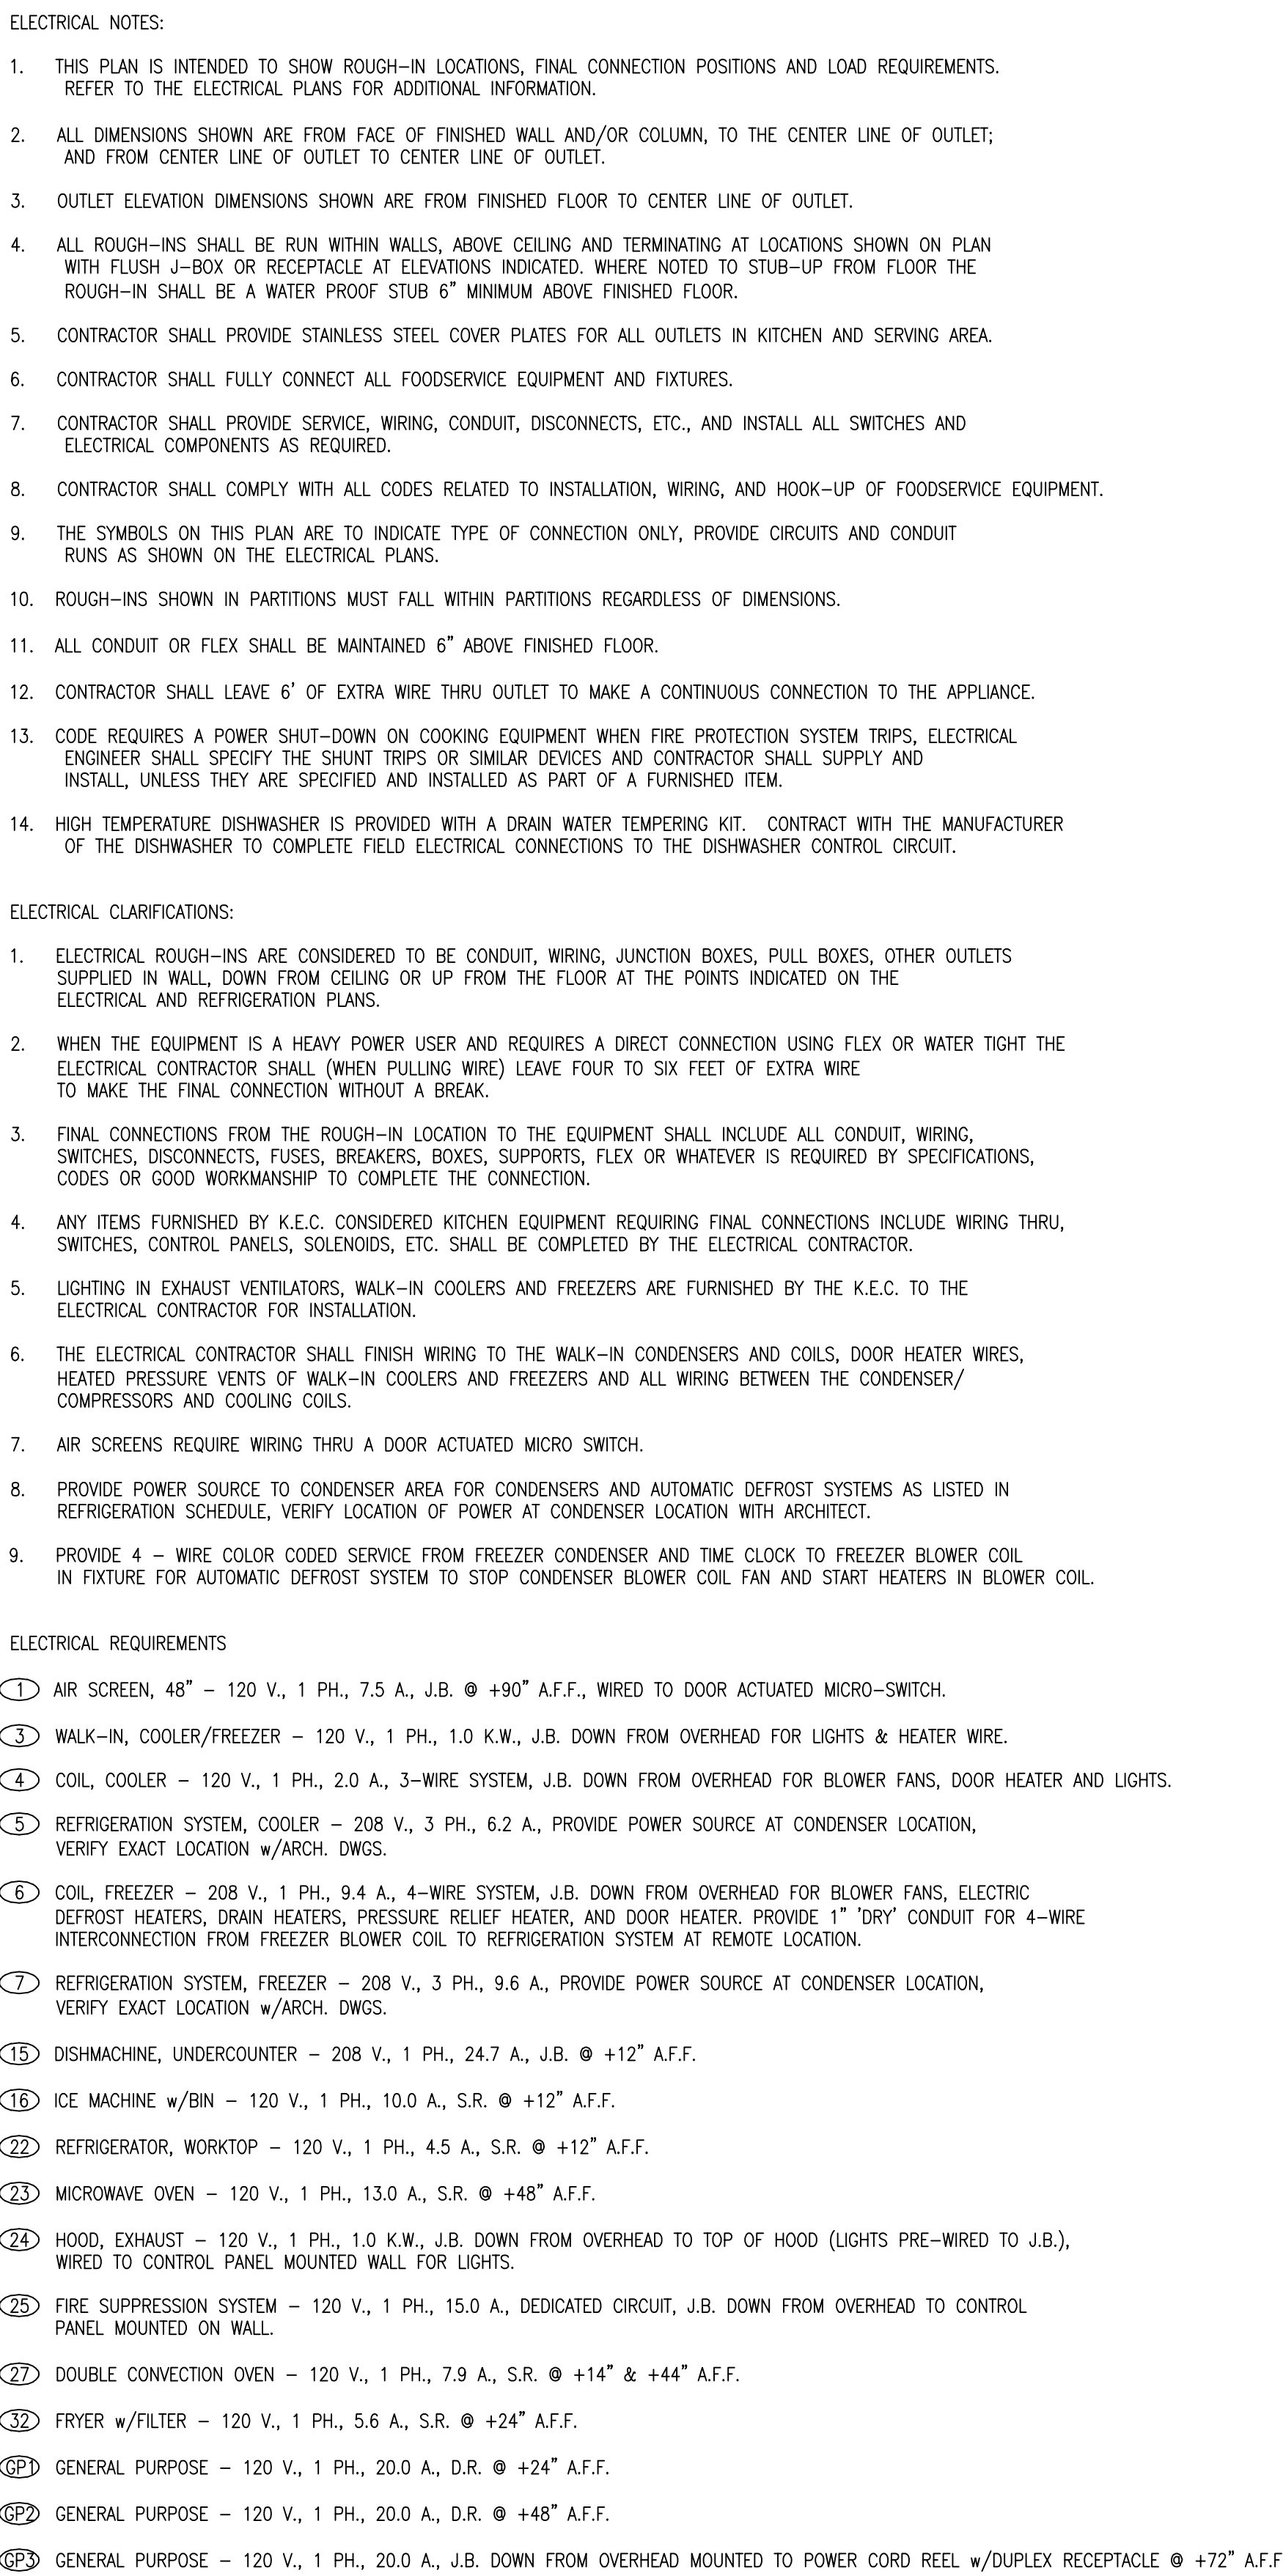 ELECTRICAL NOTES:
1. THIS PLAN IS INTENDED TO SHOW ROUGH-IN LOCATIONS, FINAL CONNECTION POSITIONS AND LOAD REQUIREMENTS.
REFER TO THE ELECTRICAL PLANS FOR ADDITIONAL INFORMATION.
2. ALL DIMENSIONS SHOWN ARE FROM FACE OF FINISHED WALL AND/OR COLUMN, TO THE CENTER LINE OF OUTLET;
AND FROM CENTER LINE OF OUTLET TO CENTER LINE OF OUTLET.
3. OUTLET ELEVATION DIMENSIONS SHOWN ARE FROM FINISHED FLOOR TO CENTER LINE OF OUTLET.
4. ALL ROUGH-INS SHALL BE RUN WITHIN WALLS, ABOVE CEILING AND TERMINATING AT LOCATIONS SHOWN ON PLAN
WITH FLUSH J-BOX OR RECEPTACLE AT ELEVATIONS INDICATED. WHERE NOTED TO STUB-UP FROM FLOOR THE
ROUGH-IN SHALL BE A WATER PROOF STUB 6" MINIMUM ABOVE FINISHED FLOOR.
5. CONTRACTOR SHALL PROVIDE STAINLESS STEEL COVER PLATES FOR ALL OUTLETS IN KITCHEN AND SERVING AREA.
6. CONTRACTOR SHALL FULLY CONNECT ALL FOODSERVICE EQUIPMENT AND FIXTURES.
7. CONTRACTOR SHALL PROVIDE SERVICE, WIRING, CONDUIT, DISCONNECTS, ETC., AND INSTALL ALL SWITCHES AND
ELECTRICAL COMPONENTS AS REQUIRED.
8. CONTRACTOR SHALL COMPLY WITH ALL CODES RELATED TO INSTALLATION, WIRING, AND HOOK-UP OF FOODSERVICE EQUIPMENT.
9. THE SYMBOLS ON THIS PLAN ARE TO INDICATE TYPE OF CONNECTION ONLY, PROVIDE CIRCUITS AND CONDUIT
RUNS AS SHOWN ON THE ELECTRICAL PLANS.
10. ROUGH-INS SHOWN IN PARTITIONS MUST FALL WITHIN PARTITIONS REGARDLESS OF DIMENSIONS.
11. ALL CONDUIT OR FLEX SHALL BE MAINTAINED 6" ABOVE FINISHED FLOOR.
12. CONTRACTOR SHALL LEAVE 6' OF EXTRA WIRE THRU OUTLET TO MAKE A CONTINUOUS CONNECTION TO THE APPLIANCE.
13. CODE REQUIRES A POWER SHUT-DOWN ON COOKING EQUIPMENT WHEN FIRE PROTECTION SYSTEM TRIPS, ELECTRICAL
ENGINEER SHALL SPECIFY THE SHUNT TRIPS OR SIMILAR DEVICES AND CONTRACTOR SHALL SUPPLY AND
INSTALL, UNLESS THEY ARE SPECIFIED AND INSTALLED AS PART OF A FURNISHED ITEM.
14. HIGH TEMPERATURE DISHWASHER IS PROVIDED WITH A DRAIN WATER TEMPERING KIT. CONTRACT WITH THE MANUFACTURER
OF THE DISHWASHER TO COMPLETE FIELD ELECTRICAL CONNECTIONS TO THE DISHWASHER CONTROL CIRCUIT.
ELECTRICAL CLARIFICATIONS:
1. ELECTRICAL ROUGH-INS ARE CONSIDERED TO BE CONDUIT, WIRING, JUNCTION BOXES, PULL BOXES, OTHER OUTLETS
SUPPLIED IN WALL, DOWN FROM CEILING OR UP FROM THE FLOOR AT THE POINTS INDICATED ON THE
ELECTRICAL AND REFRIGERATION PLANS.
2. WHEN THE EQUIPMENT IS A HEAVY POWER USER AND REQUIRES A DIRECT CONNECTION USING FLEX OR WATER TIGHT THE
ELECTRICAL CONTRACTOR SHALL (WHEN PULLING WIRE) LEAVE FOUR TO SIX FEET OF EXTRA WIRE
TO MAKE THE FINAL CONNECTION WITHOUT A BREAK.
3. FINAL CONNECTIONS FROM THE ROUGH-IN LOCATION TO THE EQUIPMENT SHALL INCLUDE ALL CONDUIT, WIRING,
SWITCHES, DISCONNECTS, FUSES, BREAKERS, BOXES, SUPPORTS, FLEX OR WHATEVER IS REQUIRED BY SPECIFICATIONS,
CODES OR GOOD WORKMANSHIP TO COMPLETE THE CONNECTION.
4. ANY ITEMS FURNISHED BY K.E.C. CONSIDERED KITCHEN EQUIPMENT REQUIRING FINAL CONNECTIONS INCLUDE WIRING THRU,
SWITCHES, CONTROL PANELS, SOLENOIDS, ETC. SHALL BE COMPLETED BY THE ELECTRICAL CONTRACTOR.
5. LIGHTING IN EXHAUST VENTILATORS, WALK-IN COOLERS AND FREEZERS ARE FURNISHED BY THE K.E.C. TO THE
ELECTRICAL CONTRACTOR FOR INSTALLATION.
6. THE ELECTRICAL CONTRACTOR SHALL FINISH WIRING TO THE WALK-IN CONDENSERS AND COILS, DOOR HEATER WIRES,
HEATED PRESSURE VENTS OF WALK-IN COOLERS AND FREEZERS AND ALL WIRING BETWEEN THE CONDENSER/
COMPRESSORS AND COOLING COILS.
7. AIR SCREENS REQUIRE WIRING THRU A DOOR ACTUATED MICRO SWITCH.
8. PROVIDE POWER SOURCE TO CONDENSER AREA FOR CONDENSERS AND AUTOMATIC DEFROST SYSTEMS AS LISTED IN
REFRIGERATION SCHEDULE, VERIFY LOCATION OF POWER AT CONDENSER LOCATION WITH ARCHITECT.
9. PROVIDE 4 - WIRE COLOR CODED SERVICE FROM FREEZER CONDENSER AND TIME CLOCK TO FREEZER BLOWER COIL
IN FIXTURE FOR AUTOMATIC DEFROST SYSTEM TO STOP CONDENSER BLOWER COIL FAN AND START HEATERS IN BLOWER COIL.
ELECTRICAL REQUIREMENTS
1 AIR SCREEN, 48" - 120 V., 1 PH., 7.5 A., J.B. @ +90" A.F.F., WIRED TO DOOR ACTUATED MICRO-SWITCH.
3 WALK-IN, COOLER/FREEZER - 120 V., 1 PH., 1.0 K.W., J.B. DOWN FROM OVERHEAD FOR LIGHTS & HEATER WIRE.
4 COIL, COOLER - 120 V., 1 PH., 2.0 A., 3-WIRE SYSTEM, J.B. DOWN FROM OVERHEAD FOR BLOWER FANS, DOOR HEATER AND LIGHTS.
5 REFRIGERATION SYSTEM, COOLER - 208 V., 3 PH., 6.2 A., PROVIDE POWER SOURCE AT CONDENSER LOCATION,
VERIFY EXACT LOCATION w/ARCH. DWGS.
6 COIL, FREEZER - 208 V., 1 PH., 9.4 A., 4-WIRE SYSTEM, J.B. DOWN FROM OVERHEAD FOR BLOWER FANS, ELECTRIC
DEFROST HEATERS, DRAIN HEATERS, PRESSURE RELIEF HEATER, AND DOOR HEATER. PROVIDE 1" 'DRY' CONDUIT FOR 4-WIRE
INTERCONNECTION FROM FREEZER BLOWER COIL TO REFRIGERATION SYSTEM AT REMOTE LOCATION.
7 REFRIGERATION SYSTEM, FREEZER - 208 V., 3 PH., 9.6 A., PROVIDE POWER SOURCE AT CONDENSER LOCATION,
VERIFY EXACT LOCATION w/ARCH. DWGS.
15 DISHMACHINE, UNDERCOUNTER - 208 V., 1 PH., 24.7 A., J.B. @ +12" A.F.F.
16 ICE MACHINE w/BIN - 120 V., 1 PH., 10.0 A., S.R. @ +12" A.F.F.
22 REFRIGERATOR, WORKTOP - 120 V., 1 PH., 4.5 A., S.R. @ +12" A.F.F.
23 MICROWAVE OVEN - 120 V., 1 PH., 13.0 A., S.R. @ +48" A.F.F.
24 HOOD, EXHAUST - 120 V., 1 PH., 1.0 K.W., J.B. DOWN FROM OVERHEAD TO TOP OF HOOD (LIGHTS PRE-WIRED TO J.B.),
WIRED TO CONTROL PANEL MOUNTED WALL FOR LIGHTS.
25 FIRE SUPPRESSION SYSTEM - 120 V., 1 PH., 15.0 A., DEDICATED CIRCUIT, J.B. DOWN FROM OVERHEAD TO CONTROL
PANEL MOUNTED ON WALL.
27 DOUBLE CONVECTION OVEN - 120 V., 1 PH., 7.9 A., S.R. @ +14" & +44" A.F.F.
32 FRYER w/FILTER - 120 V., 1 PH., 5.6 A., S.R. @ +24" A.F.F.
GP1 GENERAL PURPOSE - 120 V., 1 PH., 20.0 A., D.R. @ +24" A.F.F.
GP2 GENERAL PURPOSE - 120 V., 1 PH., 20.0 A., D.R. @ +48" A.F.F.
GP3 GENERAL PURPOSE - 120 V., 1 PH., 20.0 A., J.B. DOWN FROM OVERHEAD MOUNTED TO POWER CORD REEL w/DUPLEX RECEPTACLE @ +72" A.F.F